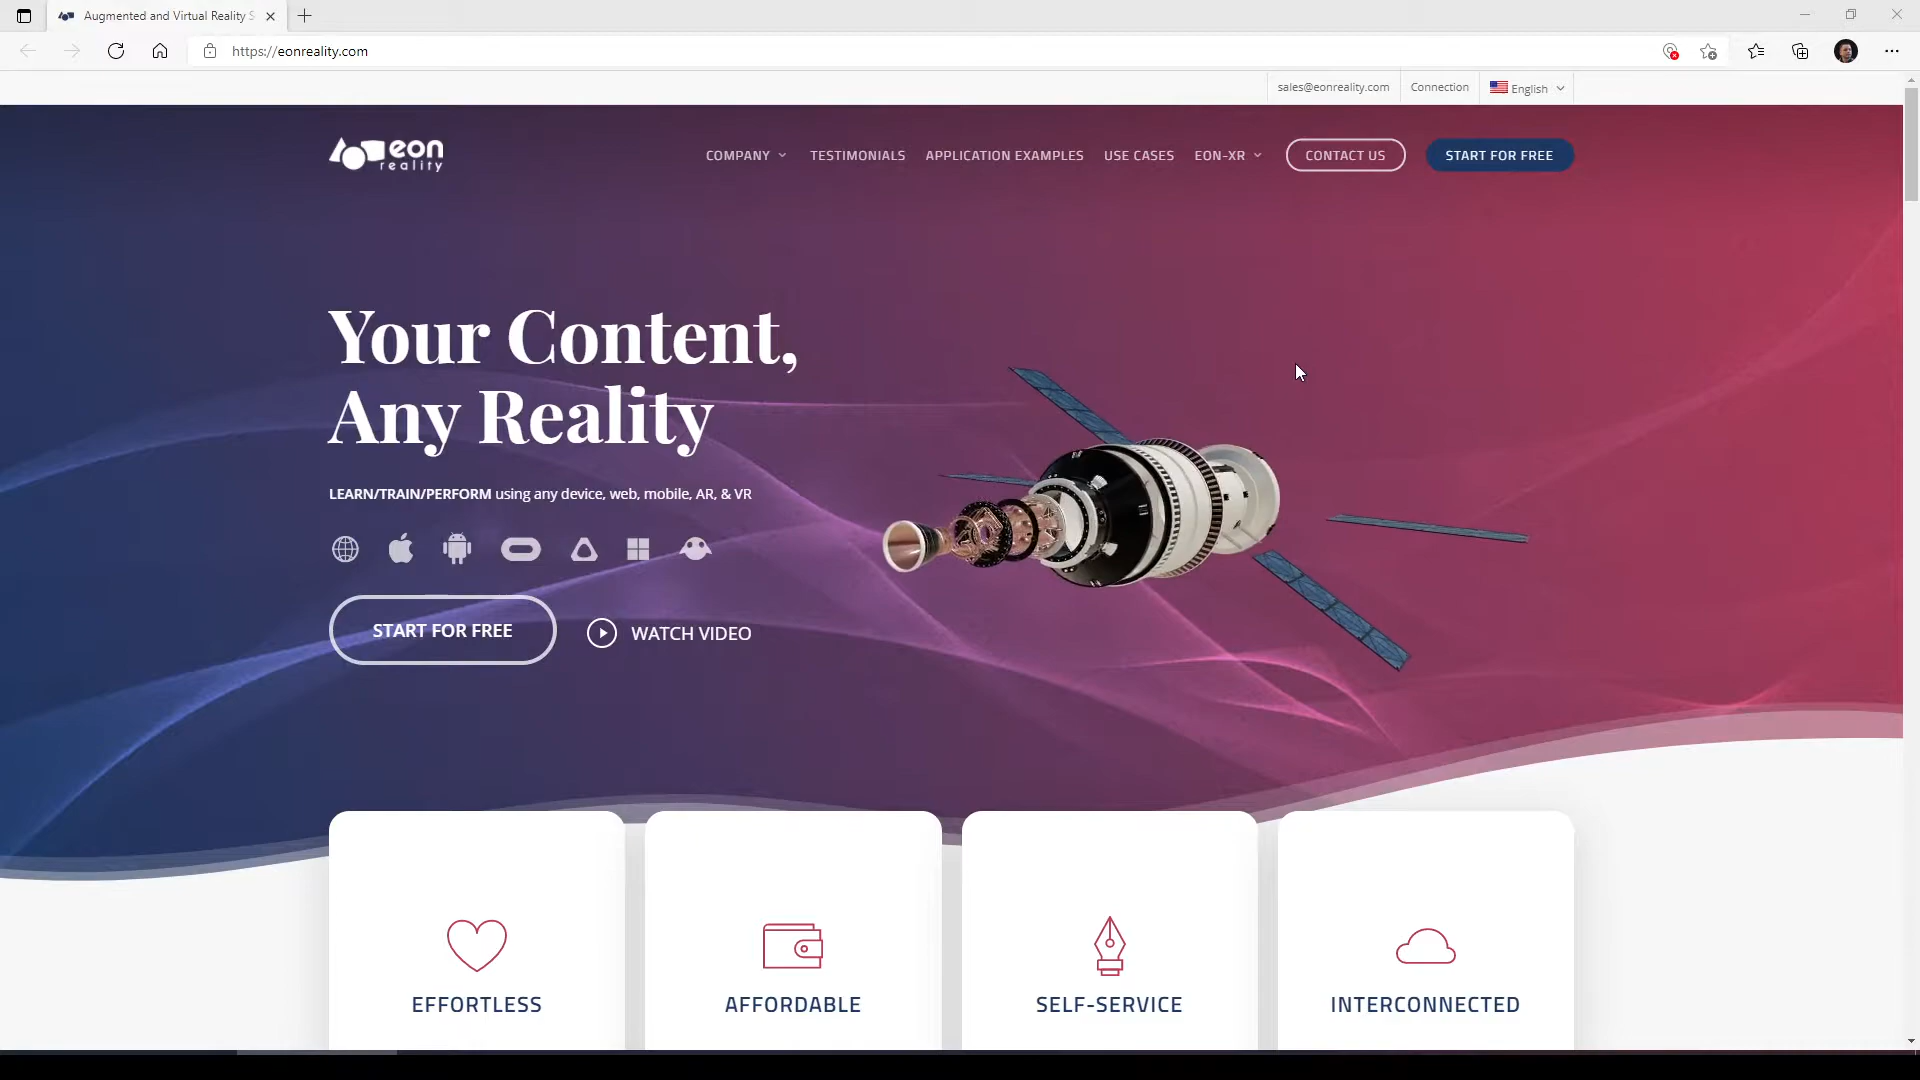 Augmented and Virtual Reality S
https://eonreality.com
sales@eonreality.com
Connection
English
eon
reality
COMPANY
TESTIMONIALS
APPLICATION EXAMPLES
USE CASES
EON-XR
CONTACT US
START FOR FREE
Your Content,
Any Reality
LEARN/TRAIN/PERFORM using any device, web, mobile, AR, & VR
START FOR FREE
WATCH VIDEO
EFFORTLESS
AFFORDABLE
SELF-SERVICE
INTERCONNECTED